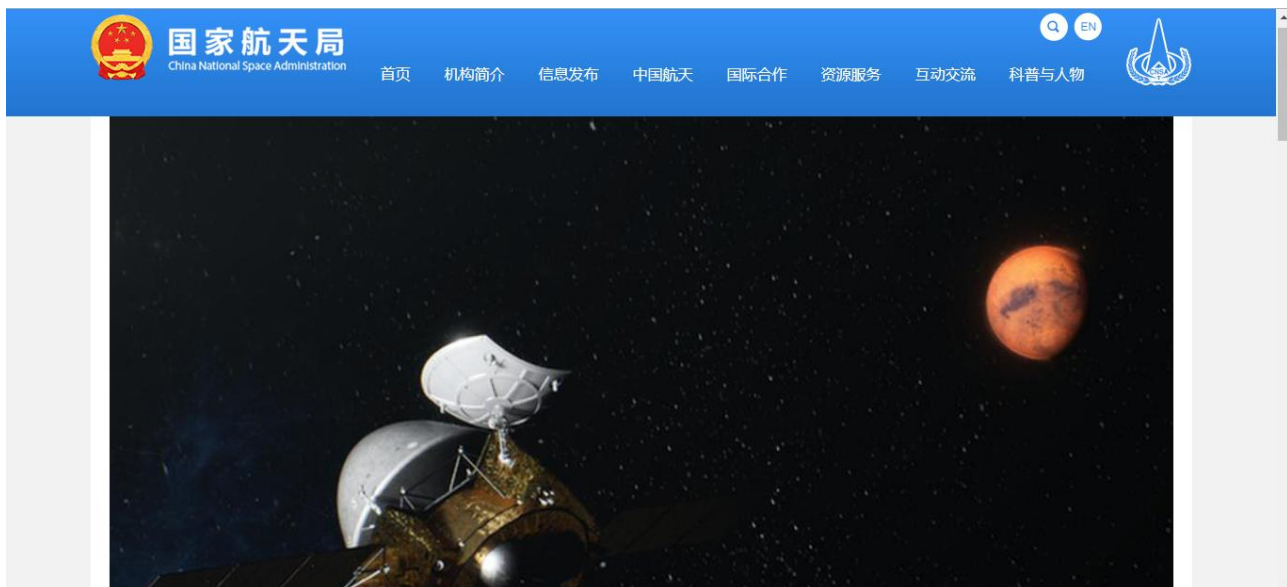 国家航天局
China National Space Administration
EN
首页 机构简介 信息发布 中国航天 国际合作 资源服务 互动交流 科普与人物
CNSA